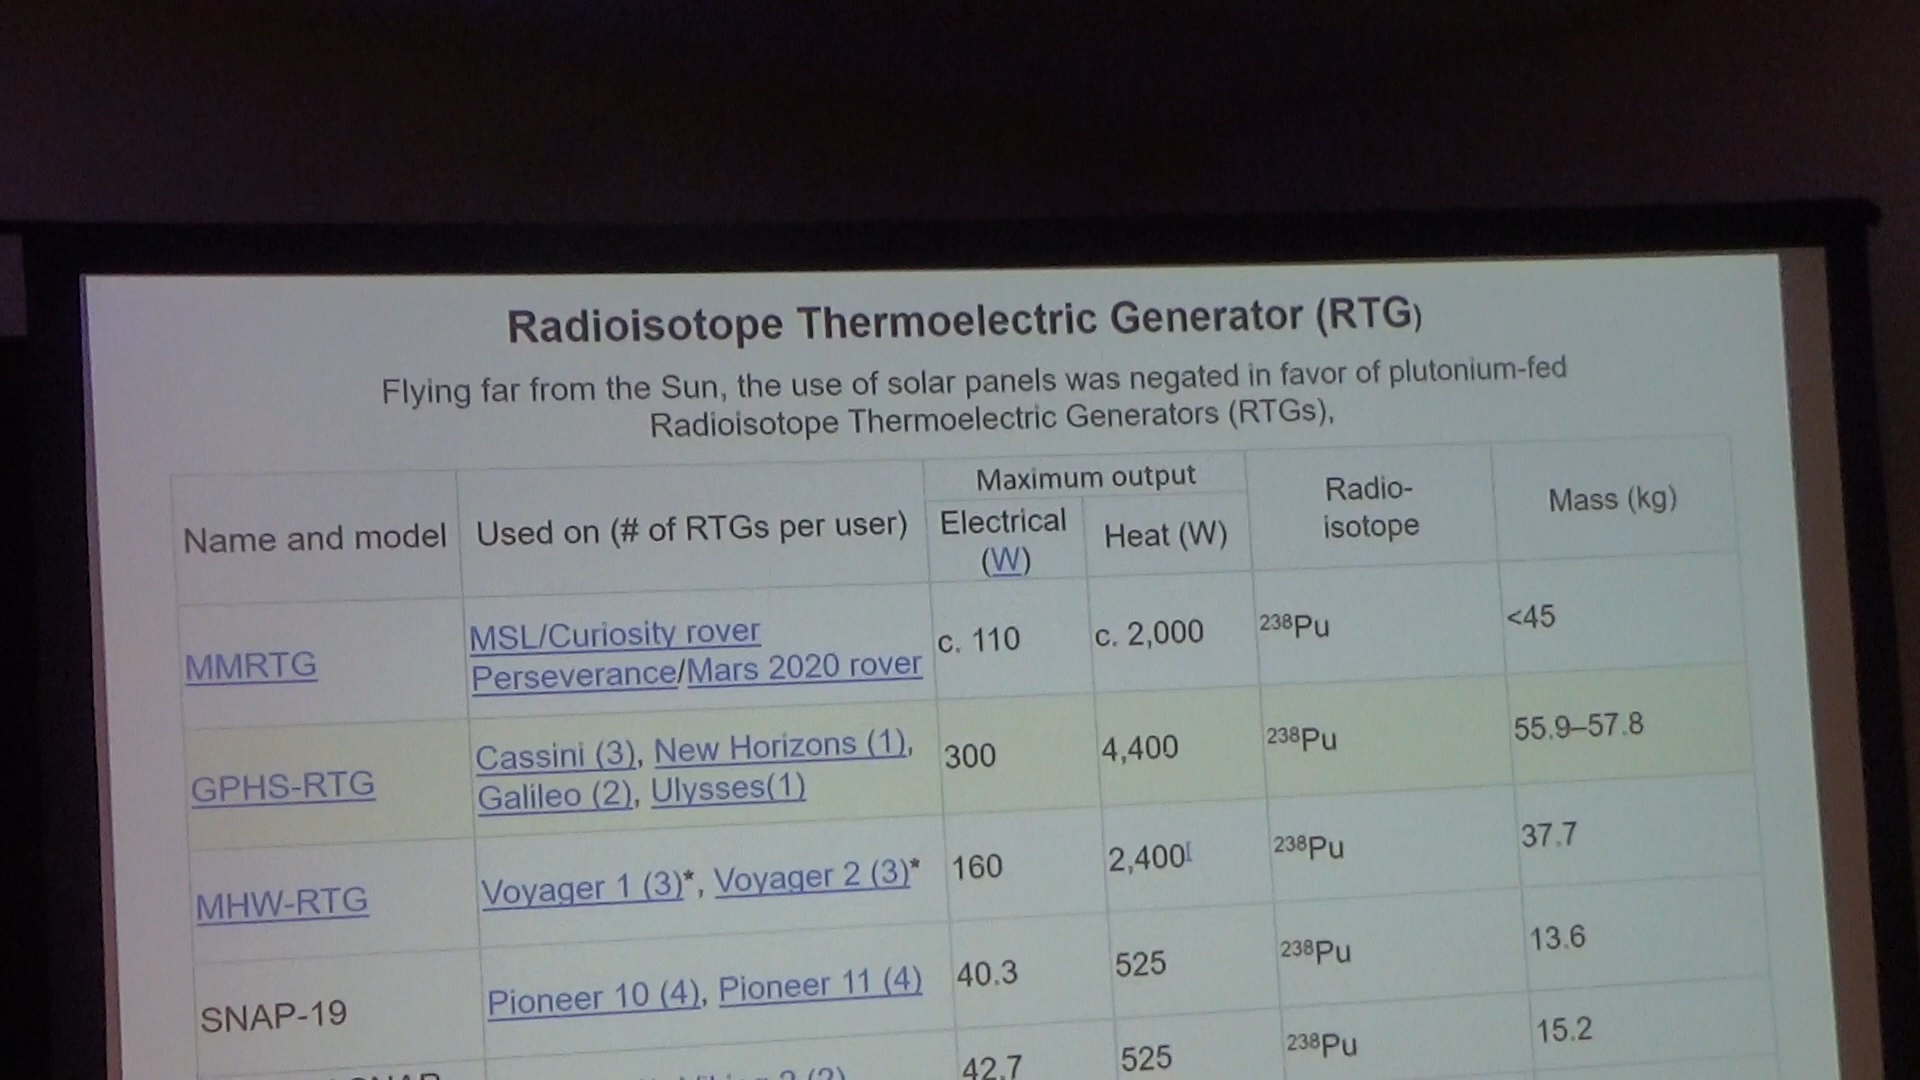 Radioisotope Thermoelectric Generator (RTG)
Flying far from the Sun, the use of solar panels was negated in favor of plutonium-fed
Radioisotope Thermoelectric Generators (RTGs),
Name and model
Used on (# of RTGs per user)
Maximum output
Electrical
(W)
Heat (W)
Radio-
isotope
Mass (kg)
MMRTG
MSL/Curiosity rover
Perseverance/Mars 2020 rover
c. 110
c. 2,000
²³⁸Pu
<45
GPHS-RTG
Cassini (3), New Horizons (1),
Galileo (2), Ulysses(1)
300
4,400
²³⁸Pu
55.9–57.8
MHW-RTG
Voyager 1 (3)*, Voyager 2 (3)*
160
2,400[
²³⁸Pu
37.7
SNAP-19
Pioneer 10 (4), Pioneer 11 (4)
40.3
525
²³⁸Pu
13.6
42.7
525
²³⁸Pu
15.2